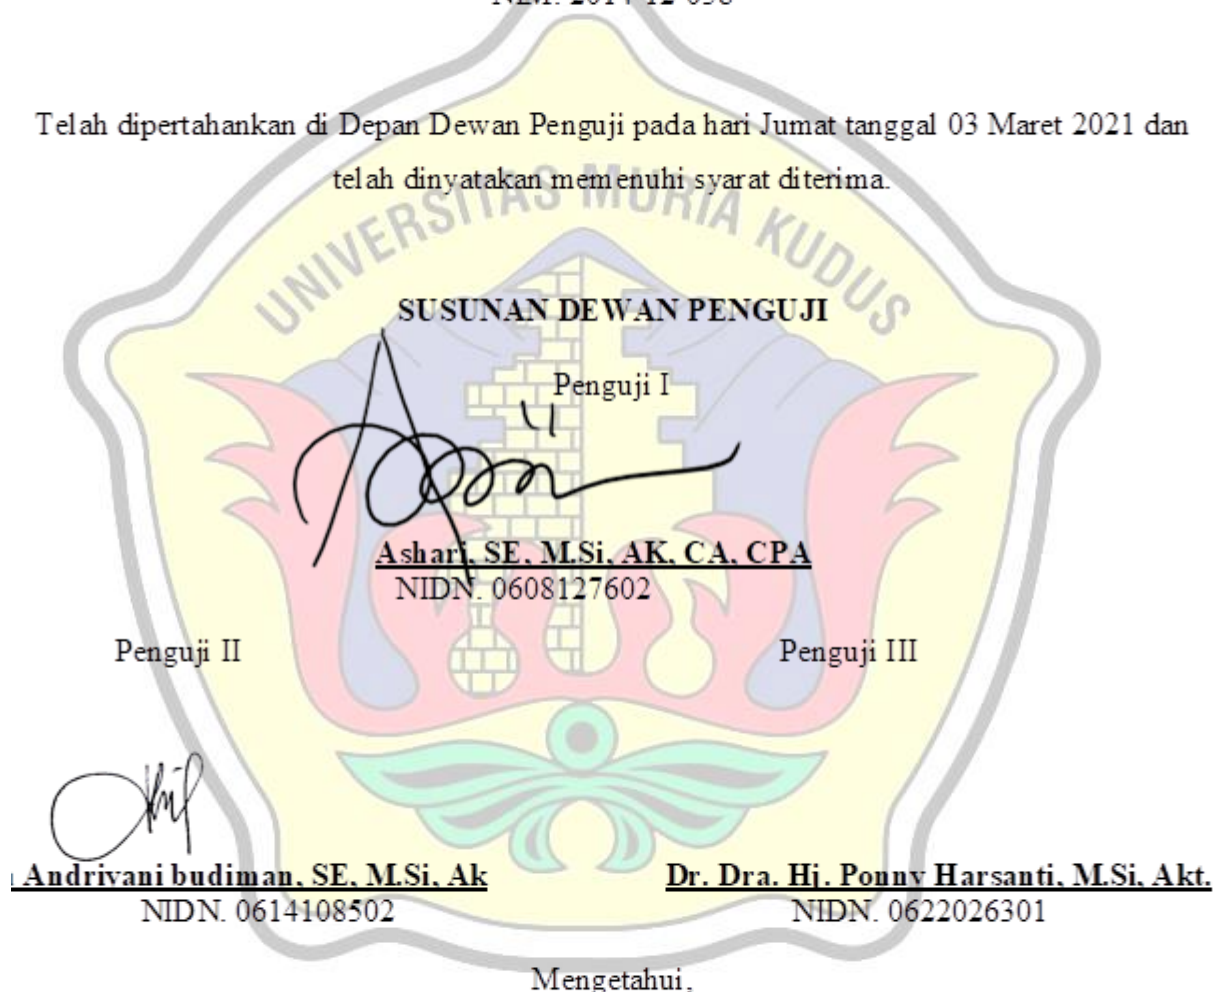 Telah dipertahankan di Depan Dewan Penguji pada hari Jumat tanggal 03 Maret 2021 dan
telah dinyatakan memenuhi syarat diterima.
UNIVERSITAS MURIA KUDUS
SUSUNAN DEWAN PENGUJI
Penguji I
Ashari, SE, M.Si, AK, CA, CPA
NIDN. 0608127602
Penguji II Penguji III
Andriyani budiman, SE, M.Si, Ak Dr. Dra. Hj. Ponny Harsanti, M.Si, Akt.
NIDN. 0614108502 NIDN. 0622026301
Mengetahui,